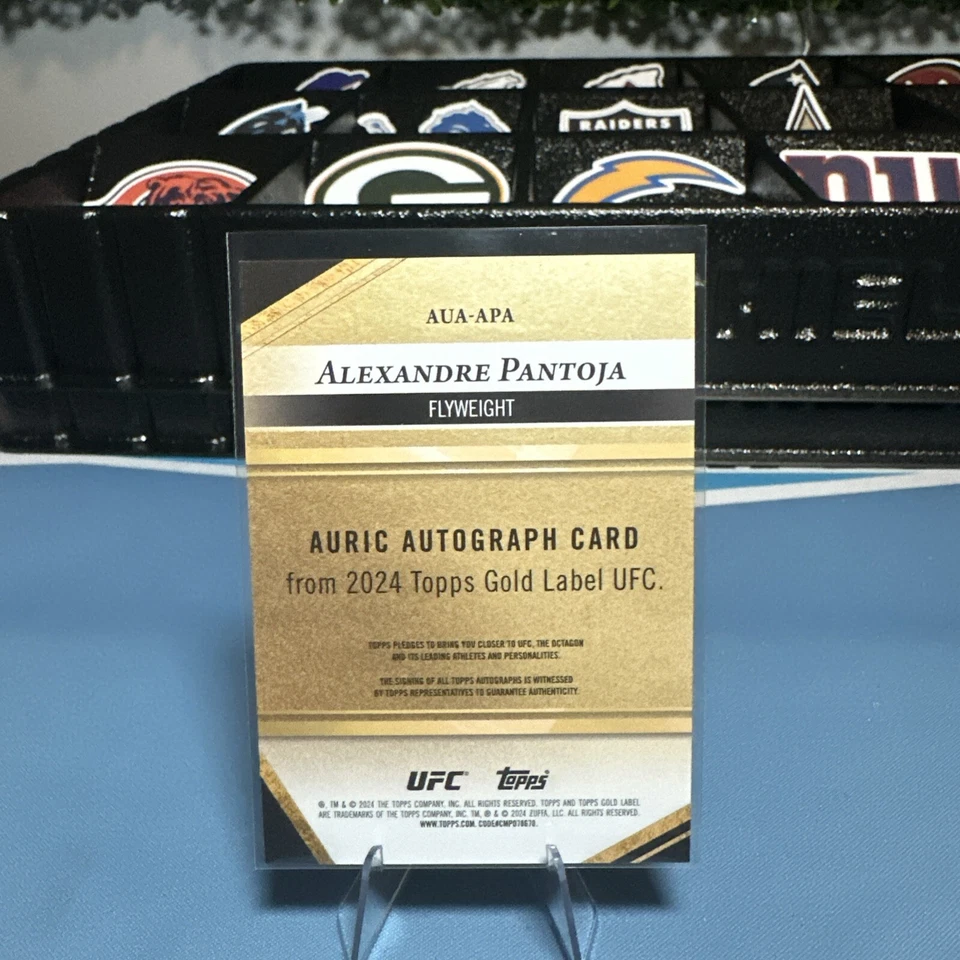 RAIDERS
G
AUA-APA
ALEXANDRE PANTOJA
FLYWEIGHT
AURIC AUTOGRAPH CARD
from 2024 Topps Gold Label UFC.
TOPPS PLEDGES TO BRING YOU CLOSER TO UFC, THE OCTAGON
AND ITS LEADING ATHLETES AND PERSONALITIES.
THE SIGNING OF ALL TOPPS AUTOGRAPHS IS WITNESSED
BY TOPPS REPRESENTATIVES TO GUARANTEE AUTHENTICITY.
UFC® topps®
®, TM & © 2024 THE TOPPS COMPANY, INC. ALL RIGHTS RESERVED. TOPPS AND TOPPS GOLD LABEL
ARE TRADEMARKS OF THE TOPPS COMPANY, INC. TM, ® & © 2024 ZUFFA, LLC. ALL RIGHTS RESERVED.
WWW.TOPPS.COM. CODE#CMP078670.